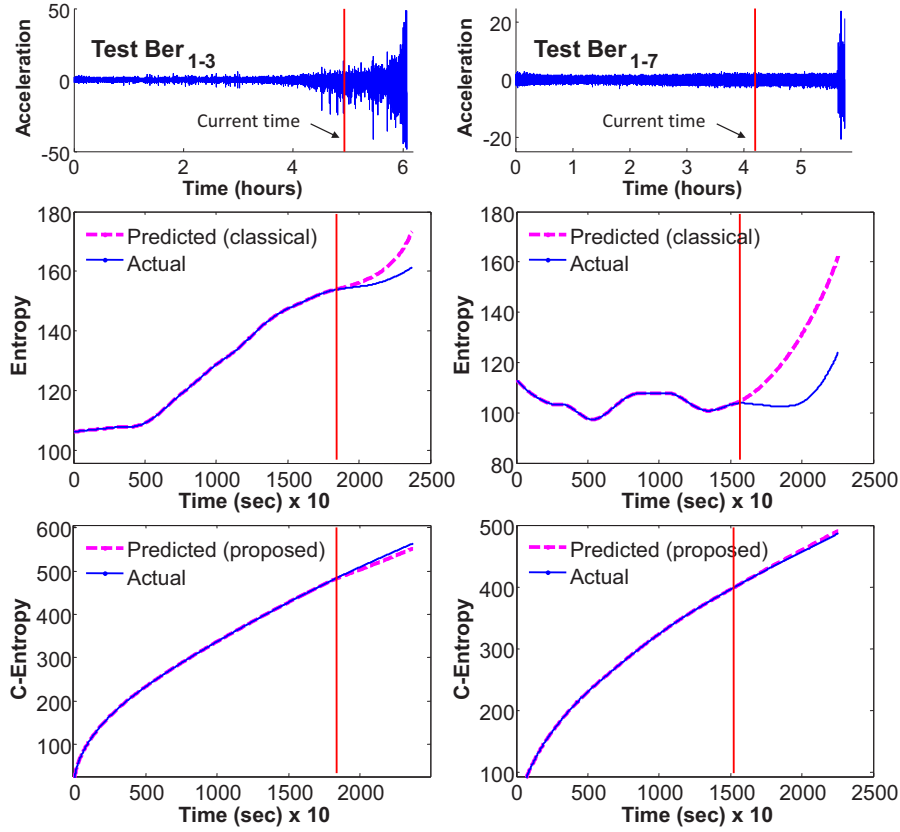 50
0
-50
Acceleration
Test Ber 1-3
Current time
0 2 4 6
Time (hours)
20
0
-20
Acceleration
Test Ber 1-7
Current time
0 1 2 3 4 5
Time (hours)
180
160
140
120
100
Entropy
Predicted (classical)
Actual
0 500 1000 1500 2000 2500
Time (sec) x 10
180
160
140
120
100
80
Entropy
Predicted (classical)
Actual
0 500 1000 1500 2000 2500
Time (sec) x 10
600
500
400
300
200
100
C-Entropy
Predicted (proposed)
Actual
0 500 1000 1500 2000 2500
Time (sec) x 10
500
400
300
200
100
C-Entropy
Predicted (proposed)
Actual
0 500 1000 1500 2000 2500
Time (sec) x 10